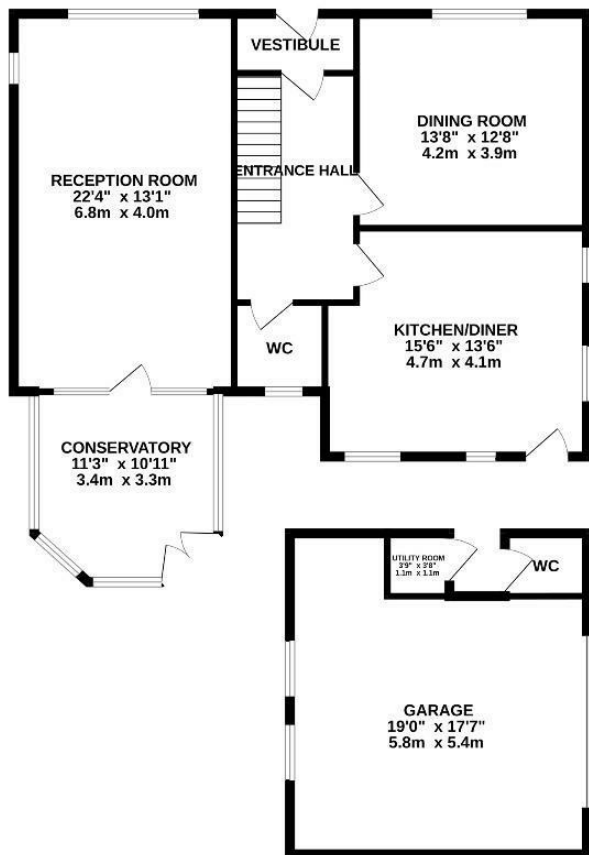 VESTIBULE
DINING ROOM
13'8" x 12'8"
4.2m x 3.9m
ENTRANCE HALL
RECEPTION ROOM
22'4" x 13'1"
6.8m x 4.0m
KITCHEN/DINER
15'6" x 13'6"
4.7m x 4.1m
WC
CONSERVATORY
11'3" x 10'11"
3.4m x 3.3m
UTILITY ROOM
3'9" x 3'8"
1.1m x 1.1m
WC
GARAGE
19'0" x 17'7"
5.8m x 5.4m